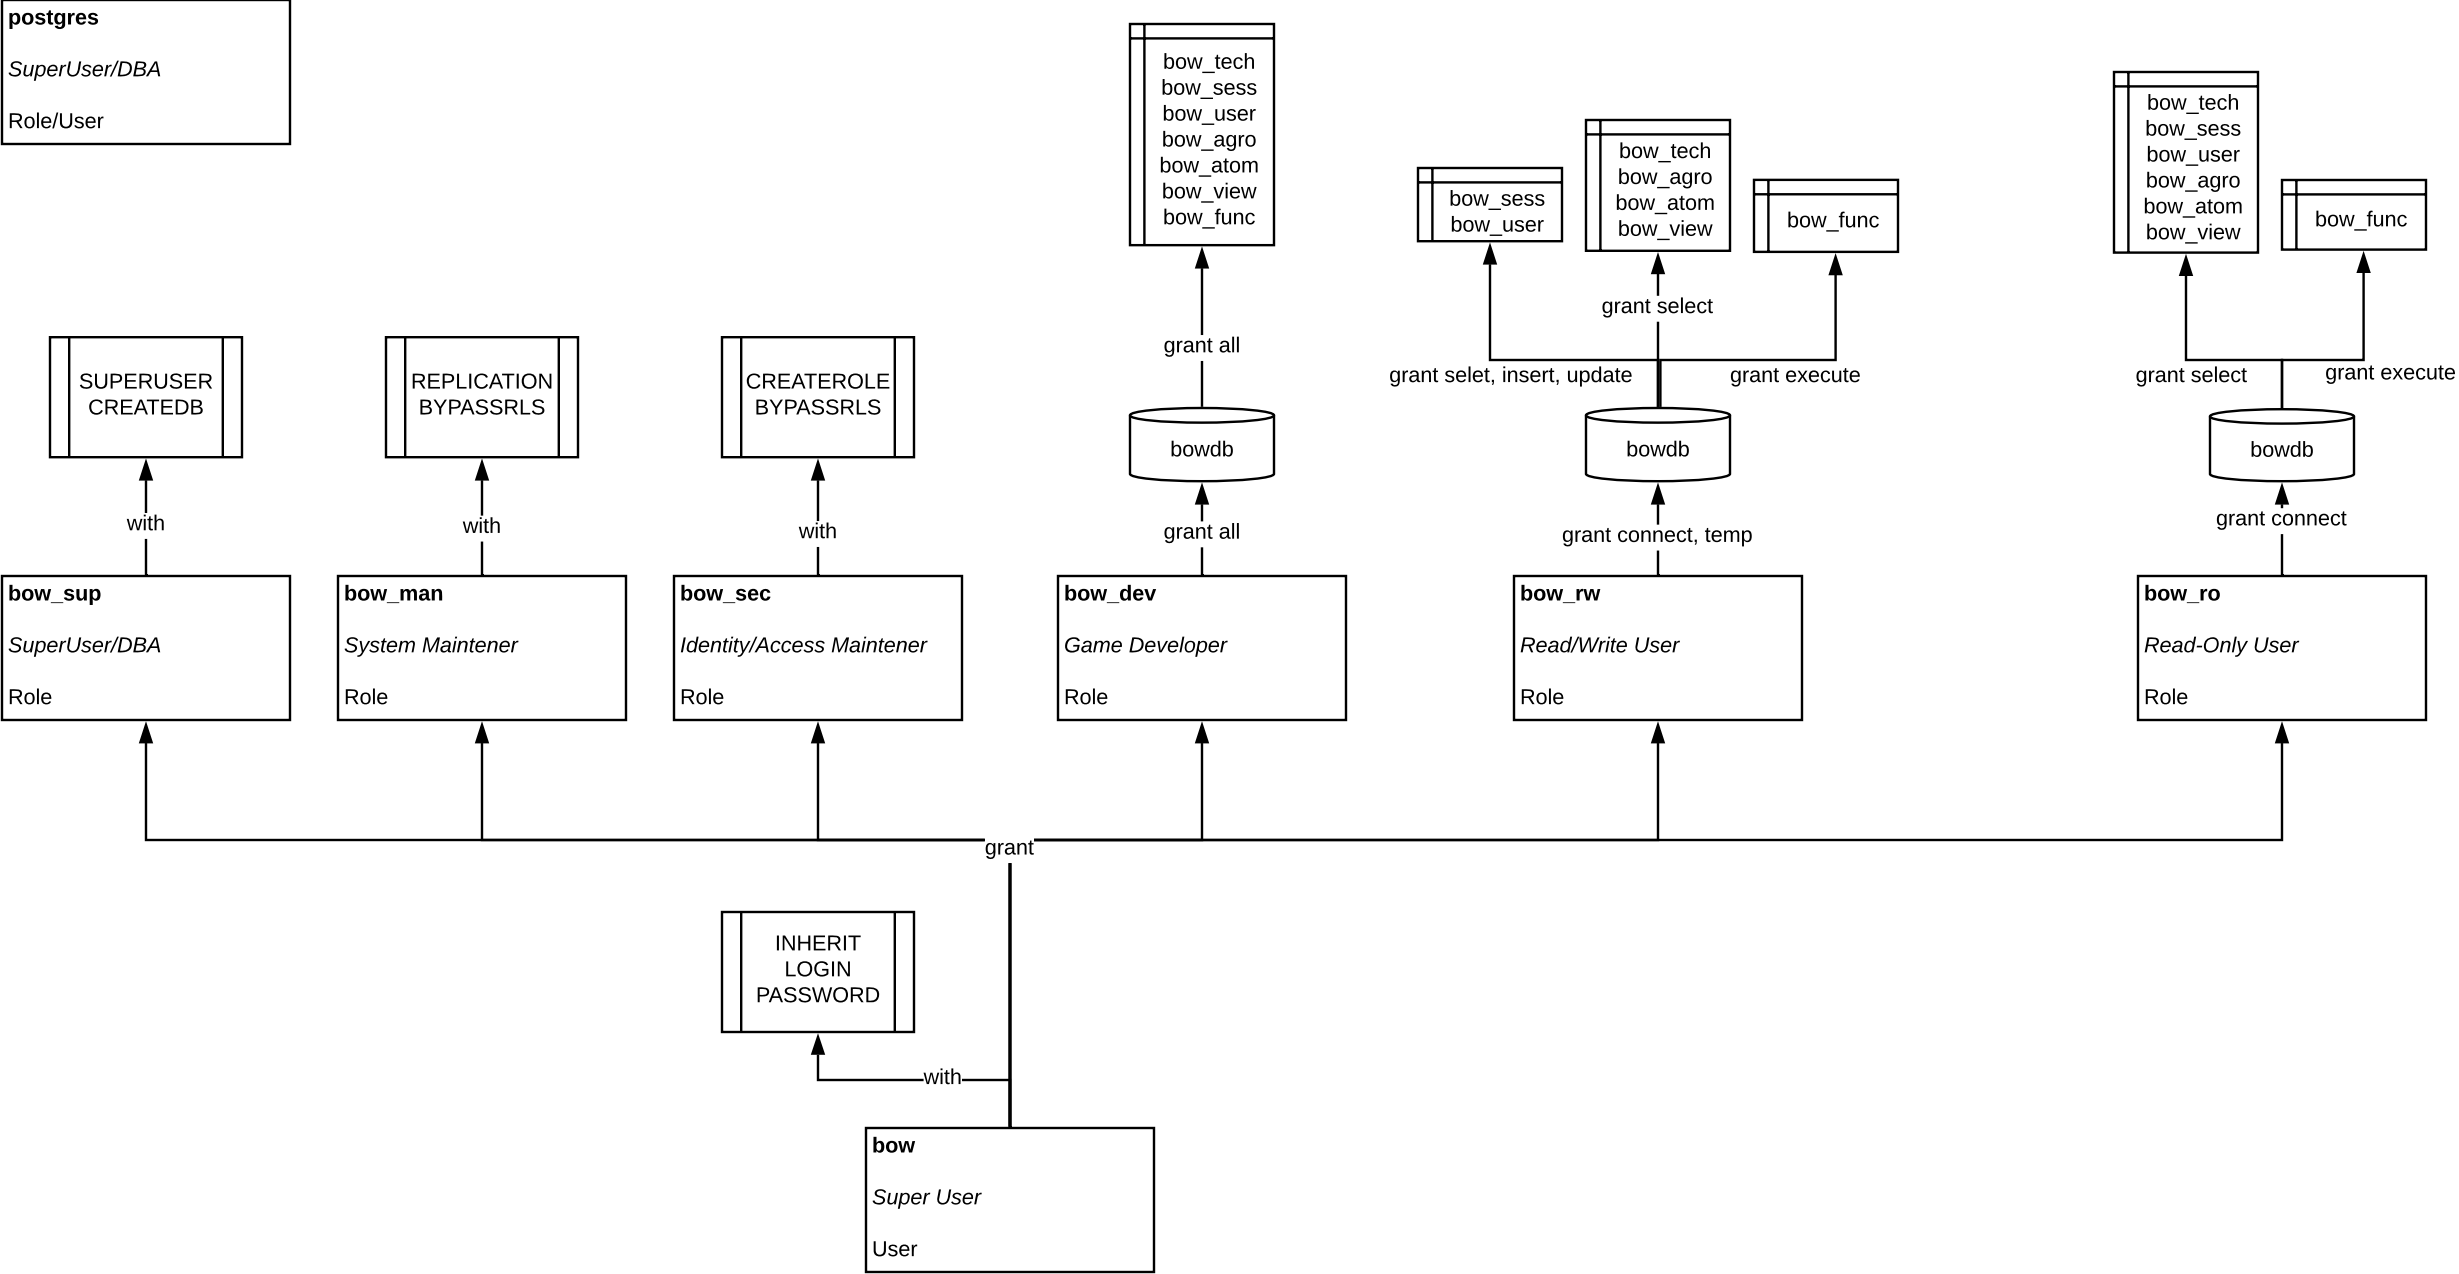 postgres
SuperUser/DBA
Role/User
bow_tech
bow_sess
bow_user
bow_agro
bow_atom
bow_view
bow_func
bow_sess
bow_user
bow_tech
bow_agro
bow_atom
bow_view
bow_func
bow_tech
bow_sess
bow_user
bow_agro
bow_atom
bow_view
bow_func
grant all
grant select
grant selet, insert, update
grant execute
grant select
grant execute
SUPERUSER
CREATEDB
REPLICATION
BYPASSRLS
CREATEROLE
BYPASSRLS
bowdb
bowdb
bowdb
with
with
with
grant all
grant connect, temp
grant connect
bow_sup
SuperUser/DBA
Role
bow_man
System Maintener
Role
bow_sec
Identity/Access Maintener
Role
bow_dev
Game Developer
Role
bow_rw
Read/Write User
Role
bow_ro
Read-Only User
Role
grant
INHERIT
LOGIN
PASSWORD
with
bow
Super User
User